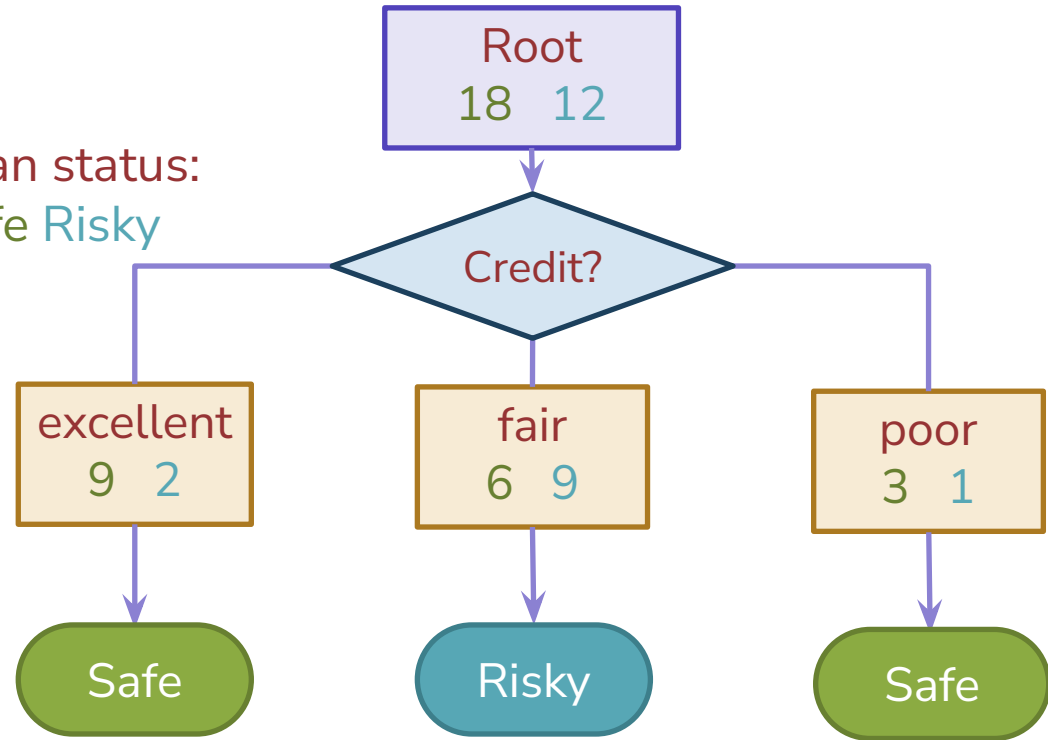 Root
18 12
an status:
fe Risky
Credit?
excellent
9 2
fair
6 9
poor
3 1
Safe
Risky
Safe